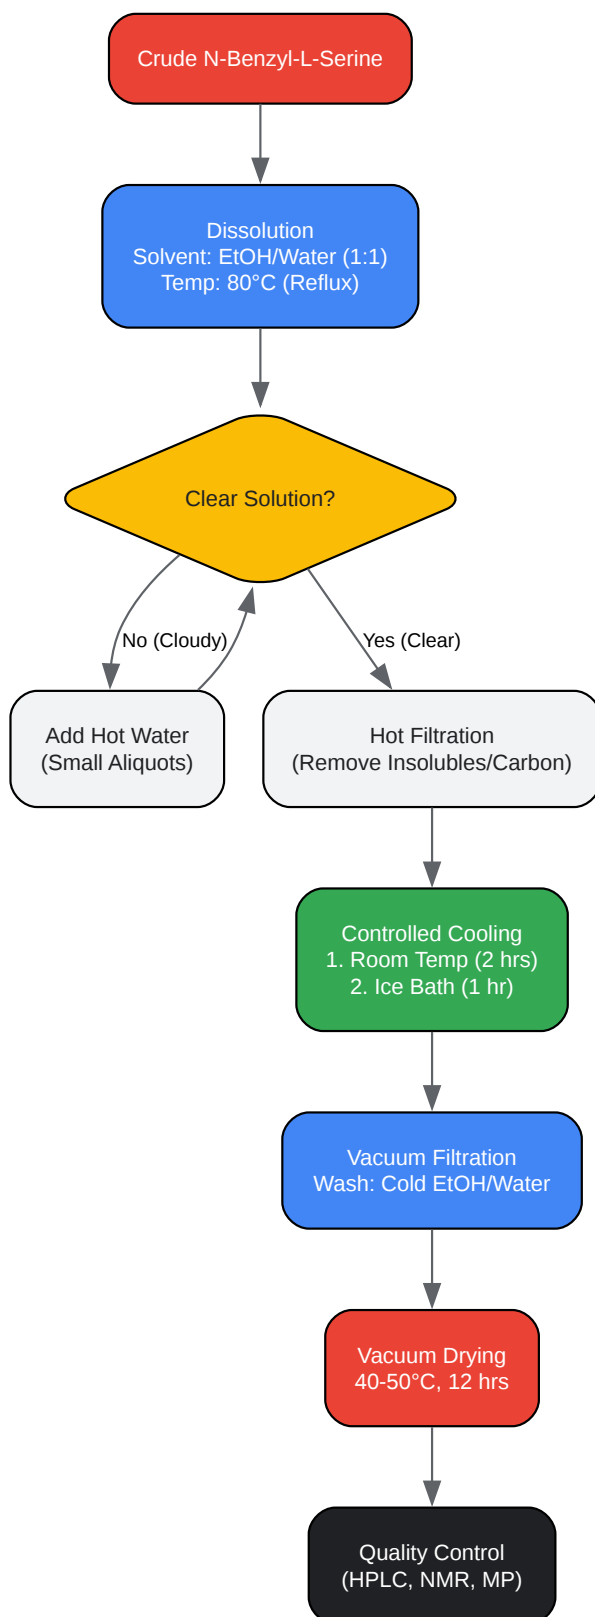 Crude N-Benzyl-L-Serine
Dissolution
Solvent: EtOH/Water (1:1)
Temp: 80°C (Reflux)
Clear Solution?
No (Cloudy)
Yes (Clear)
Add Hot Water
(Small Aliquots)
Hot Filtration
(Remove Insolubles/Carbon)
Controlled Cooling
1. Room Temp (2 hrs)
2. Ice Bath (1 hr)
Vacuum Filtration
Wash: Cold EtOH/Water
Vacuum Drying
40-50°C, 12 hrs
Quality Control
(HPLC, NMR, MP)